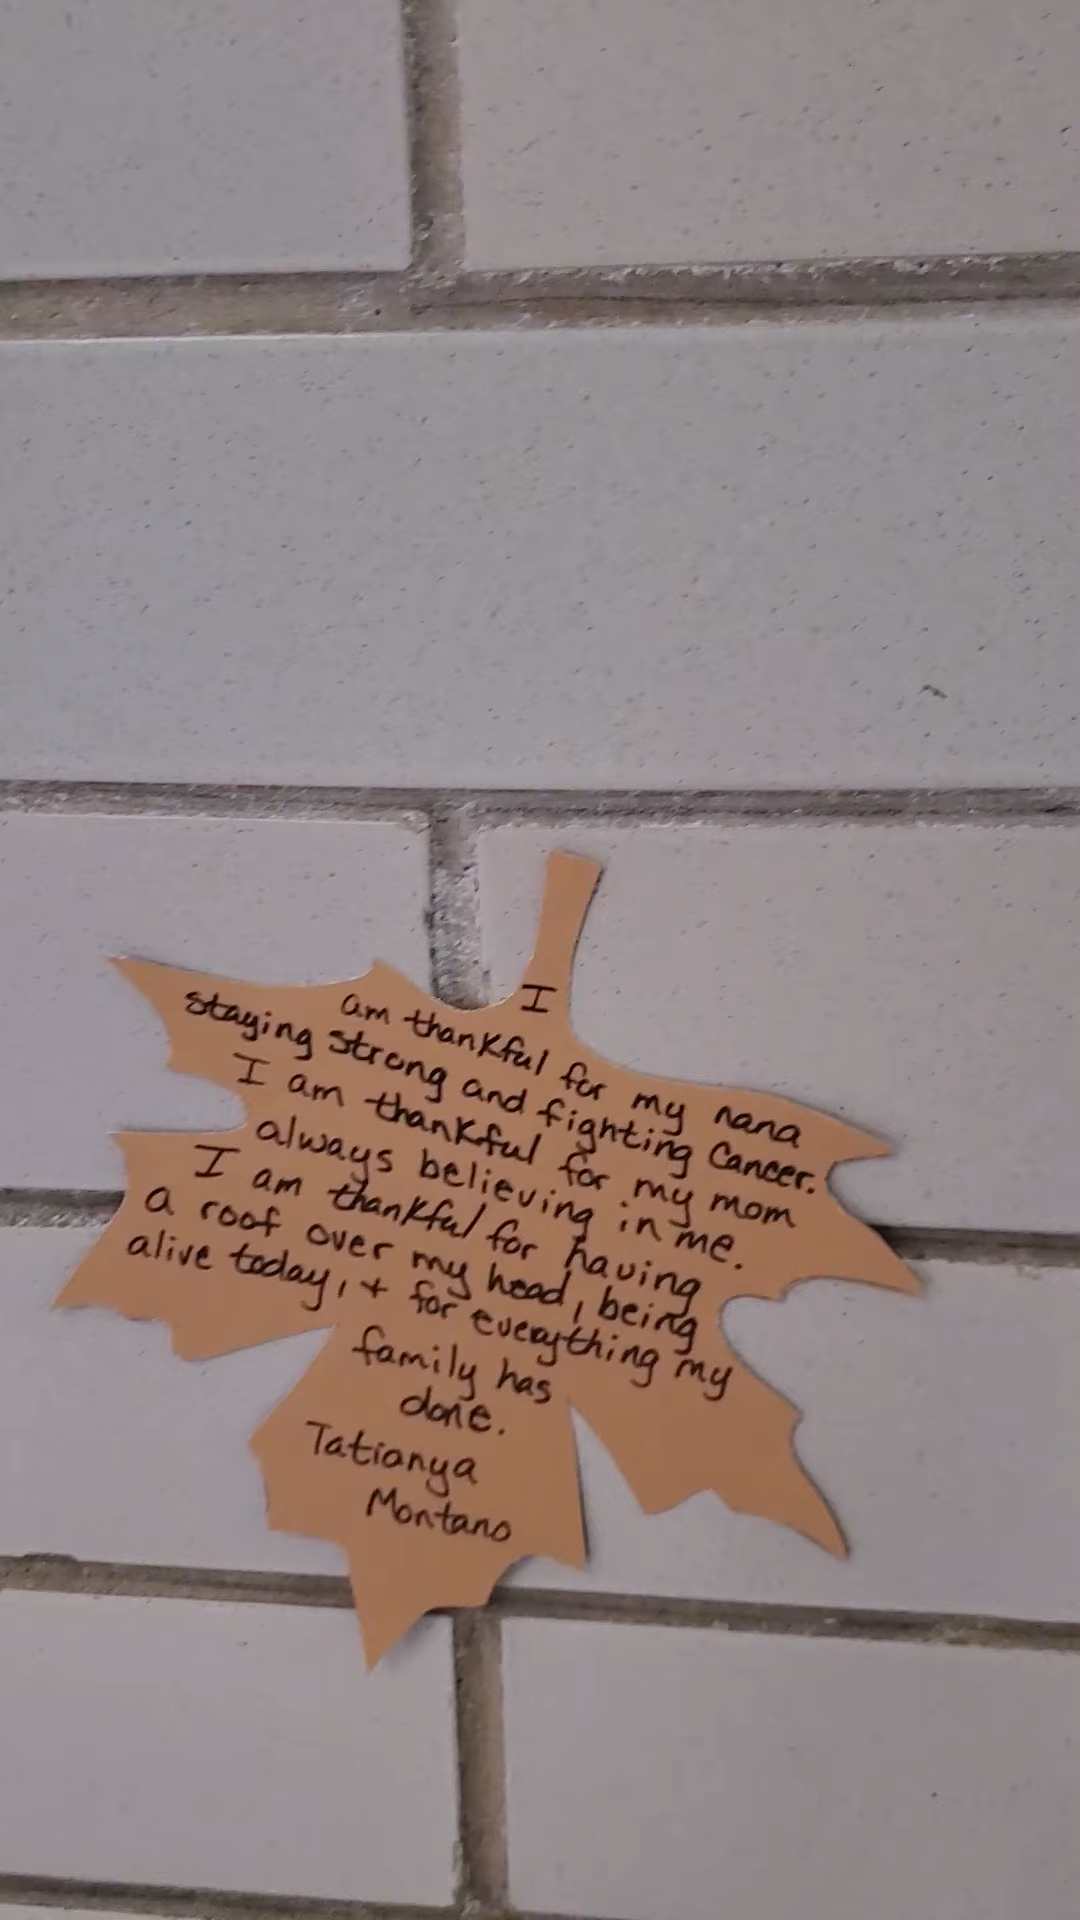 I
am thankful for my nana
staying strong and fighting Cancer.
I am thankful for my mom
always believing in me.
I am thankful for having
a roof over my head, being
alive today, + for everything my
family has
done.
Tatianya
Montano